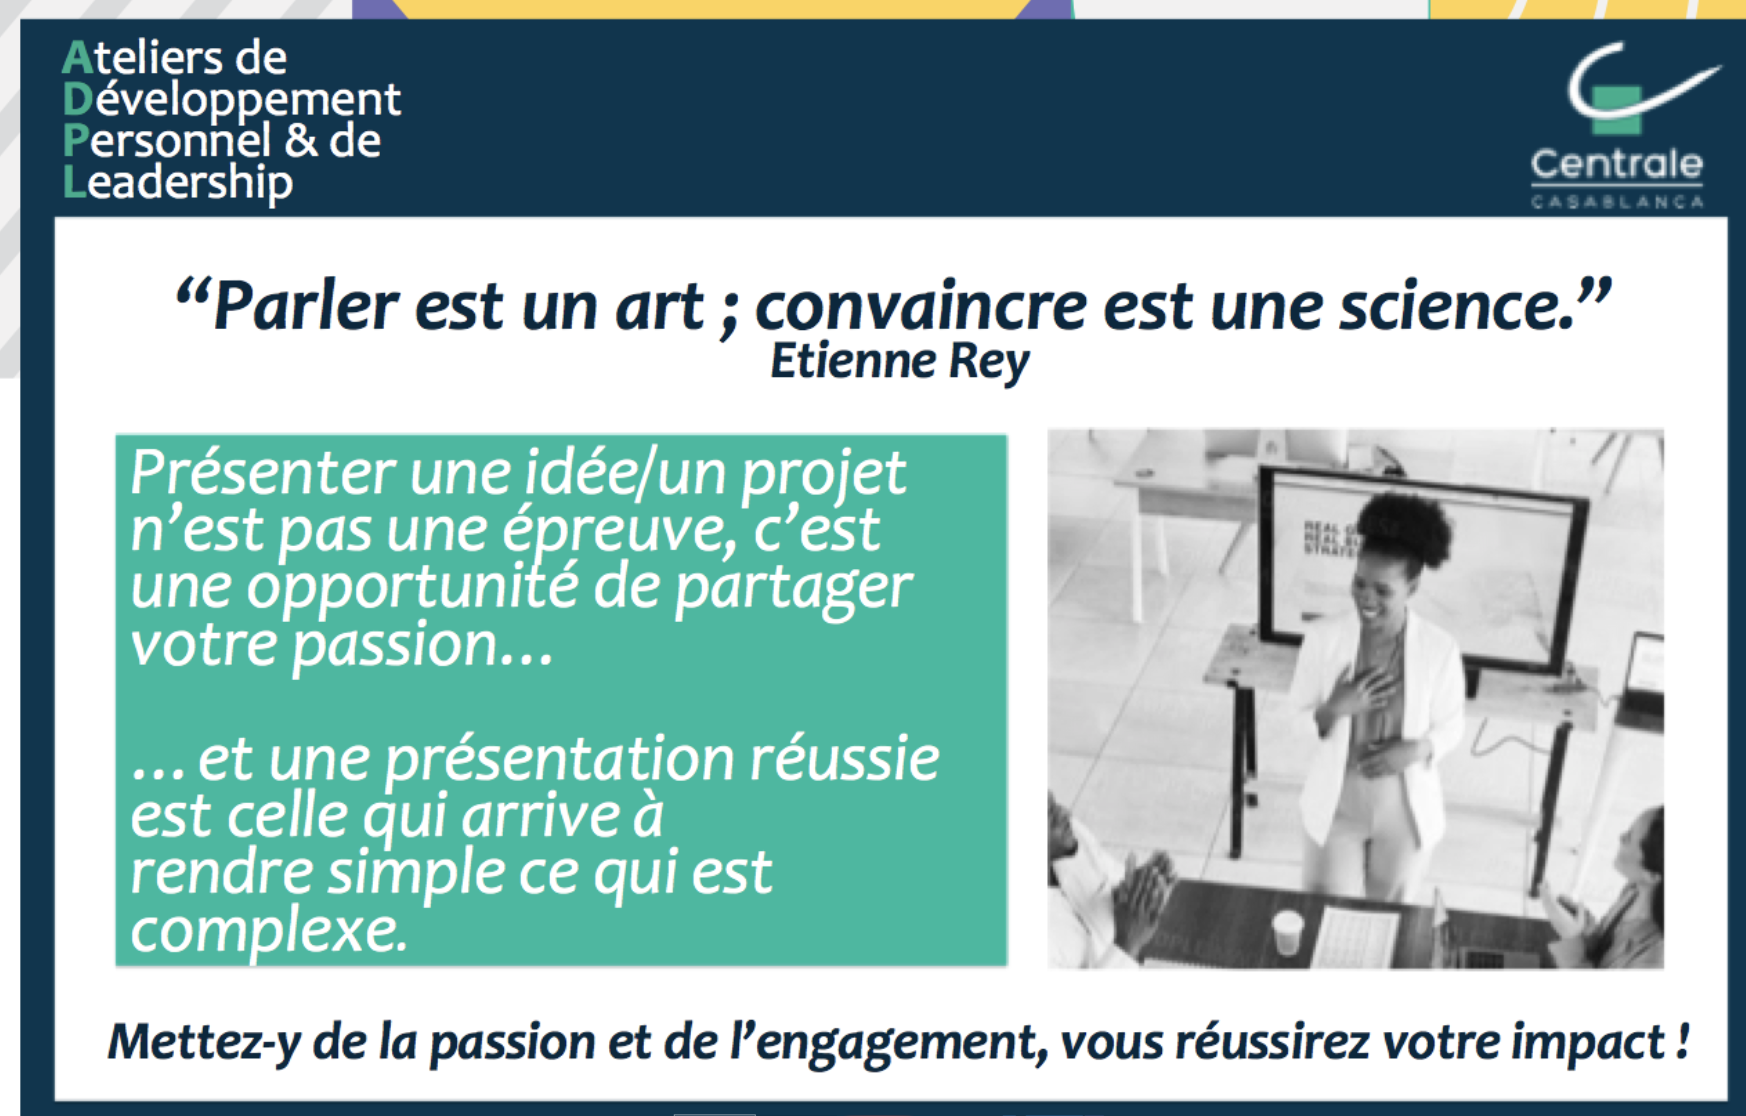 Ateliers de
Développement
Personnel & de
Leadership
Centrale
CASABLANCA
“Parler est un art ; convaincre est une science.”
Etienne Rey
Présenter une idée/un projet
n’est pas une épreuve, c’est
une opportunité de partager
votre passion...
... et une présentation réussie
est celle qui arrive à
rendre simple ce qui est
complexe.
REAL
REAL
Mettez-y de la passion et de l’engagement, vous réussirez votre impact !